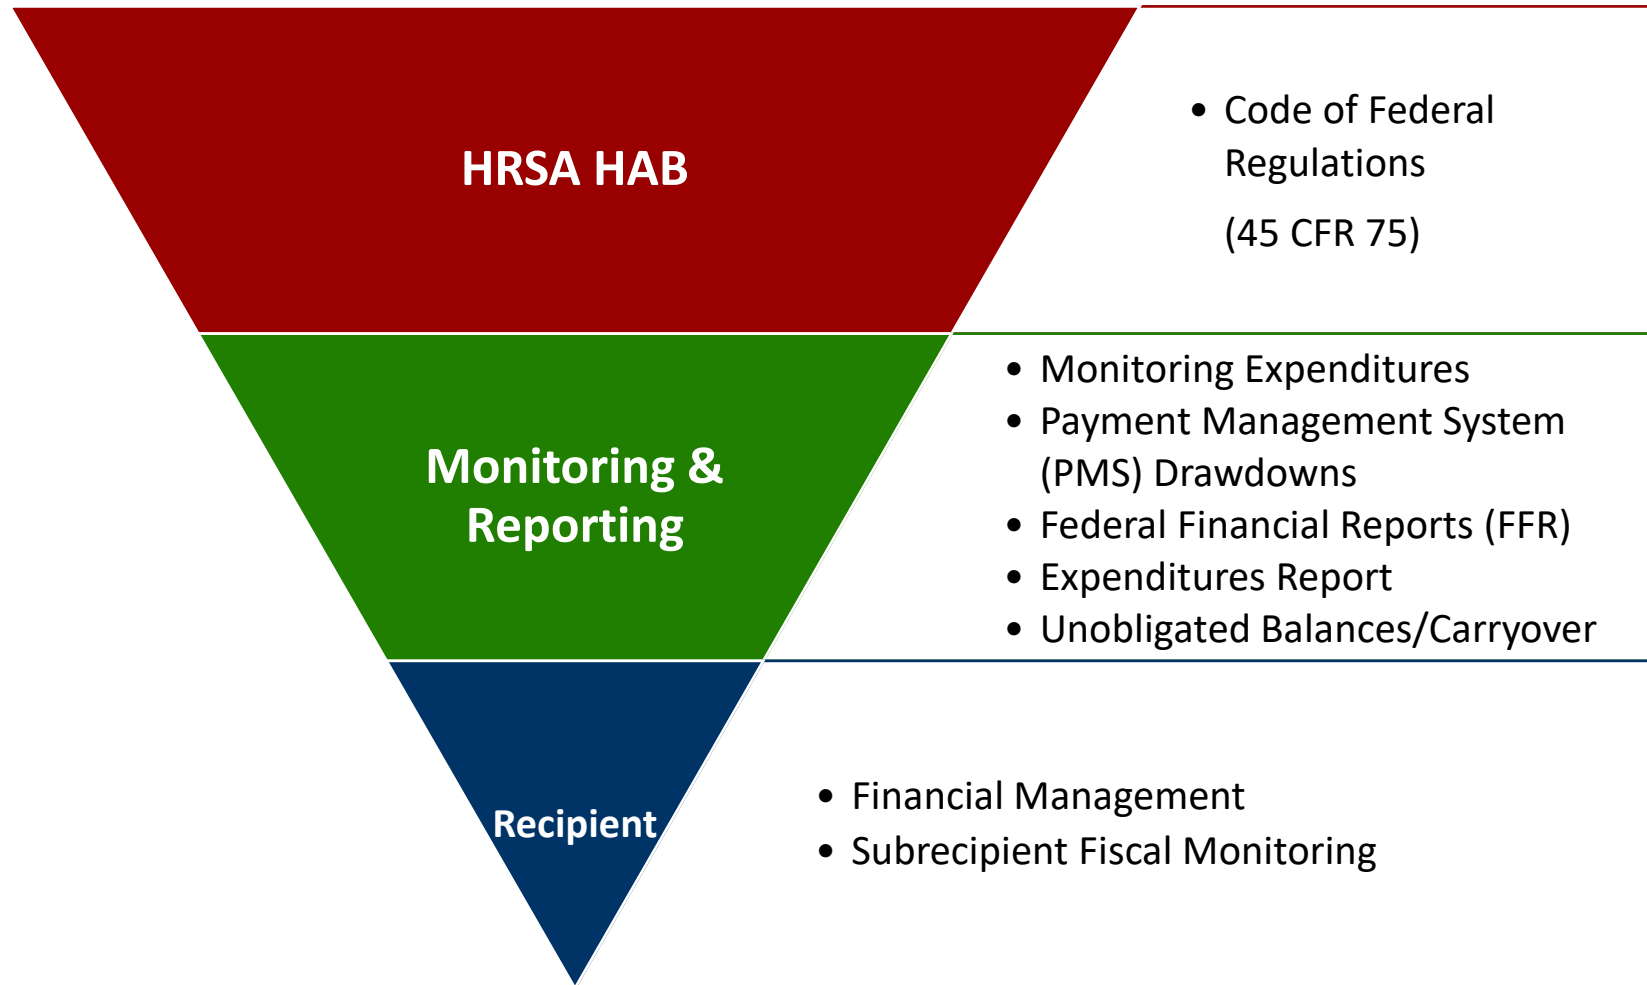 HRSA HAB
• Code of Federal
Regulations
(45 CFR 75)
Monitoring &
Reporting
• Monitoring Expenditures
• Payment Management System
(PMS) Drawdowns
• Federal Financial Reports (FFR)
• Expenditures Report
• Unobligated Balances/Carryover
Recipient
• Financial Management
• Subrecipient Fiscal Monitoring